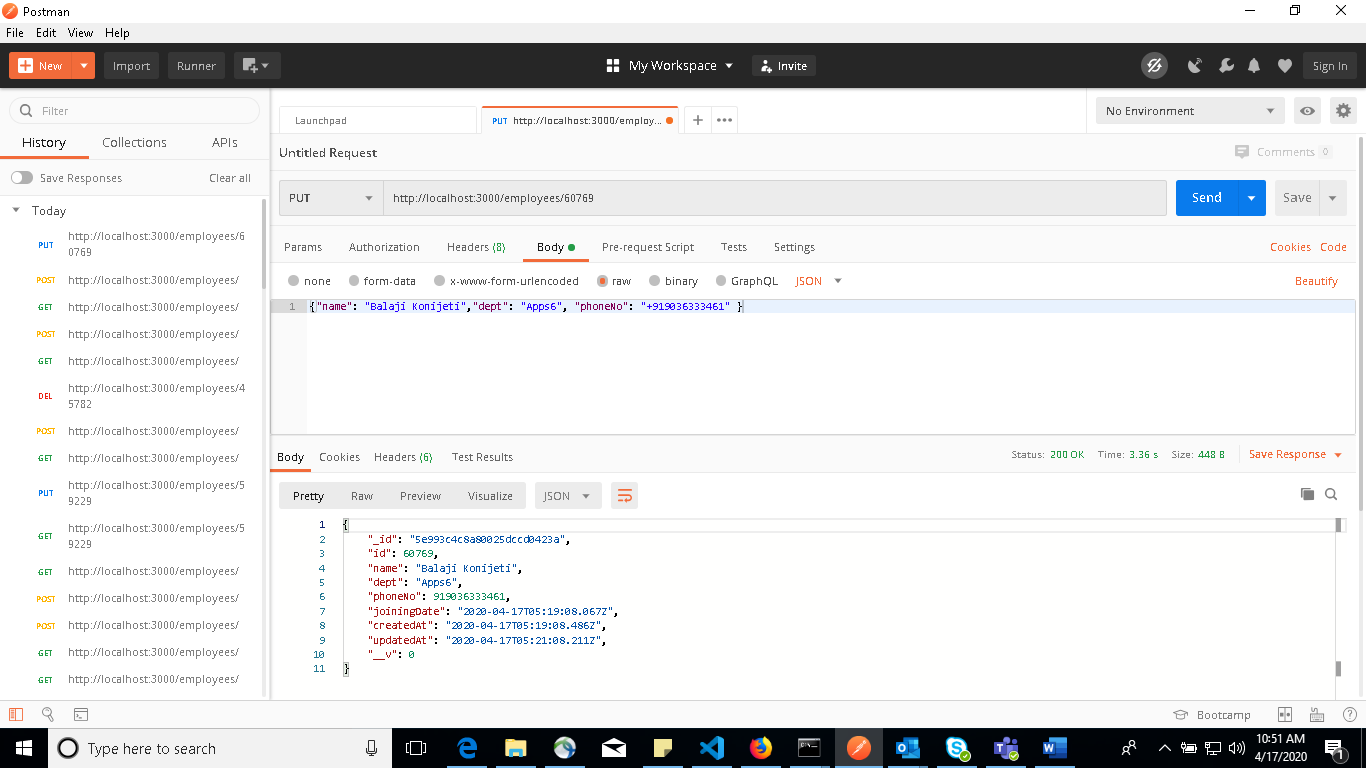 Postman
File Edit View Help
New Import Runner My Workspace Invite Sign In
Filter
History Collections APIs
Save Responses Clear all
Today
PUT http://localhost:3000/employees/6
0769
POST http://localhost:3000/employees/
GET http://localhost:3000/employees/
POST http://localhost:3000/employees/
GET http://localhost:3000/employees/
DEL http://localhost:3000/employees/4
5782
POST http://localhost:3000/employees/
GET http://localhost:3000/employees/
PUT http://localhost:3000/employees/5
9229
GET http://localhost:3000/employees/5
9229
GET http://localhost:3000/employees/
POST http://localhost:3000/employees/
POST http://localhost:3000/employees/
GET http://localhost:3000/employees/
GET http://localhost:3000/employees/
Launchpad PUT http://localhost:3000/employ... + ••• No Environment
Untitled Request Comments 0
PUT http://localhost:3000/employees/60769 Send Save
Params Authorization Headers (8) Body Pre-request Script Tests Settings Cookies Code
none form-data x-www-form-urlencoded raw binary GraphQL JSON Beautify
1 {"name": "Balaji Konijeti","dept": "Apps6", "phoneNo": "+919036333461" }
Body Cookies Headers (6) Test Results Status: 200 OK Time: 3.36 s Size: 448 B Save Response
Pretty Raw Preview Visualize JSON
1 {
2 "_id": "5e993c4c8a80025dccd0423a",
3 "id": 60769,
4 "name": "Balaji Konijeti",
5 "dept": "Apps6",
6 "phoneNo": 919036333461,
7 "joiningDate": "2020-04-17T05:19:08.067Z",
8 "createdAt": "2020-04-17T05:19:08.486Z",
9 "updatedAt": "2020-04-17T05:21:08.211Z",
10 "__v": 0
11 }
Bootcamp
Type here to search
10:51 AM
4/17/2020
1